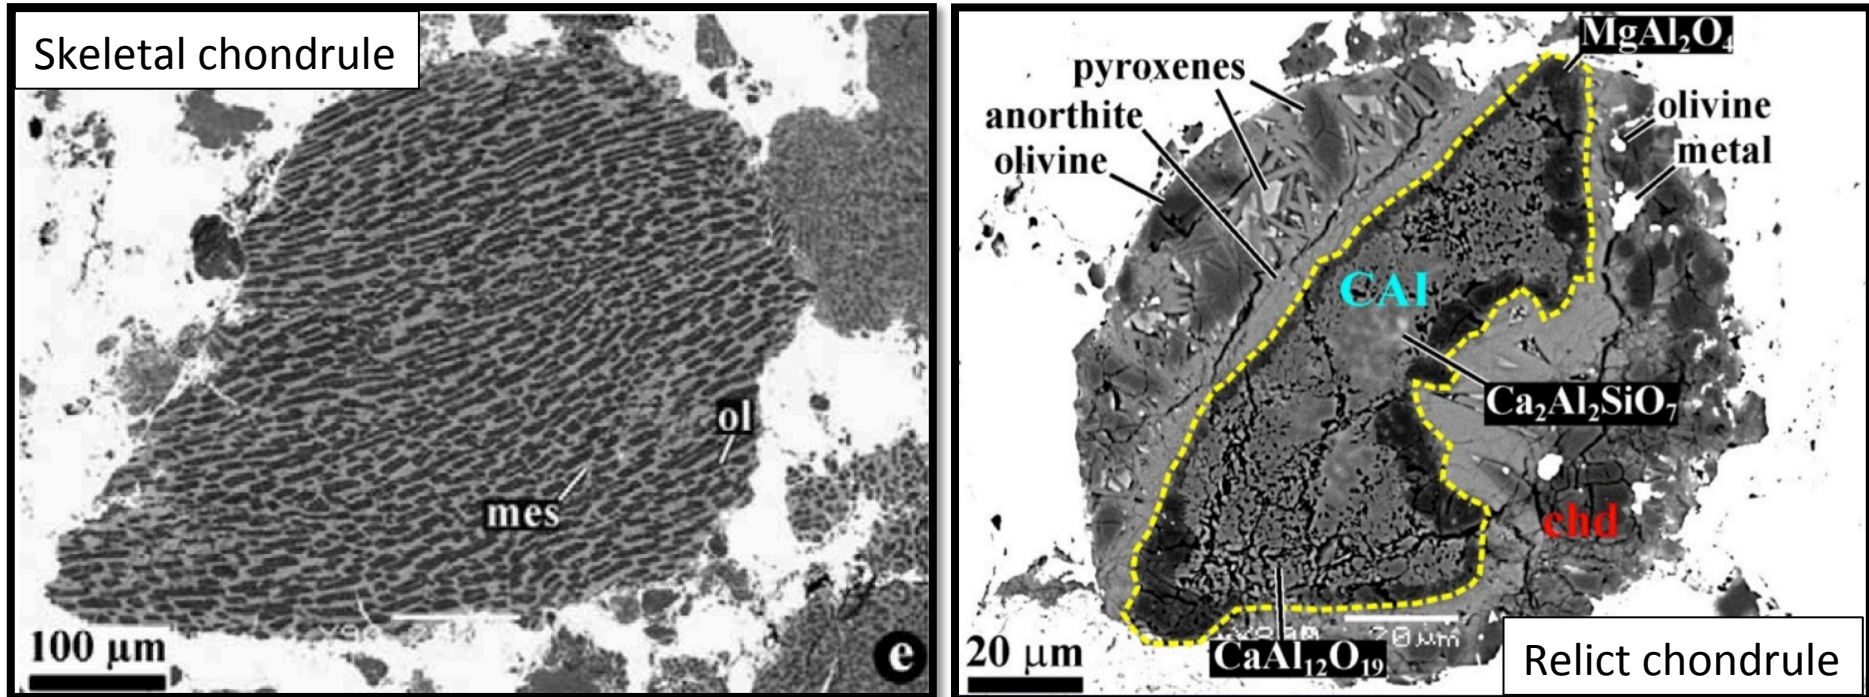 Skeletal chondrule
ol
mes
100 µm
e
MgAl₂O₄
pyroxenes
olivine
anorthite
metal
olivine
CAI
Ca₂Al₂SiO₇
chd
20 µm
CaAl₁₂O₁₉
Relict chondrule